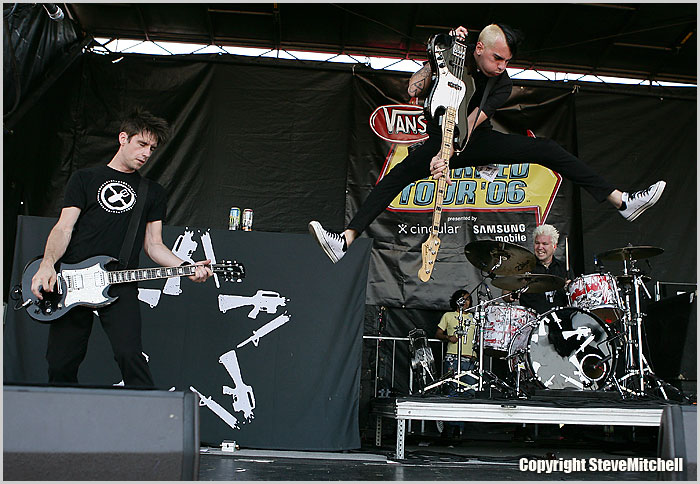 VANS
TOUR '06
presented by
cingular
SAMSUNG
mobile
Copyright SteveMitchell